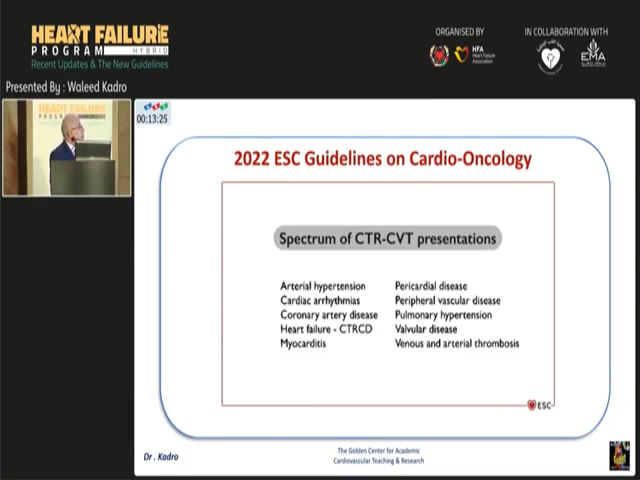 HEART FAILURE
PROGRAM HYBRID
Recent Updates & The New Guidelines
ORGANISED BY
HFA
Heart Failure
Association
IN COLLABORATION WITH
EMA
Presented By : Waleed Kadro
HEART FAILURE
PROGRAM
00:13:25
2022 ESC Guidelines on Cardio-Oncology
Spectrum of CTR-CVT presentations
Arterial hypertension
Cardiac arrhythmias
Coronary artery disease
Heart failure - CTRCD
Myocarditis
Pericardial disease
Peripheral vascular disease
Pulmonary hypertension
Valvular disease
Venous and arterial thrombosis
ESC
Dr . Kadro
The Golden Center for Academic
Cardiovascular Teaching & Research